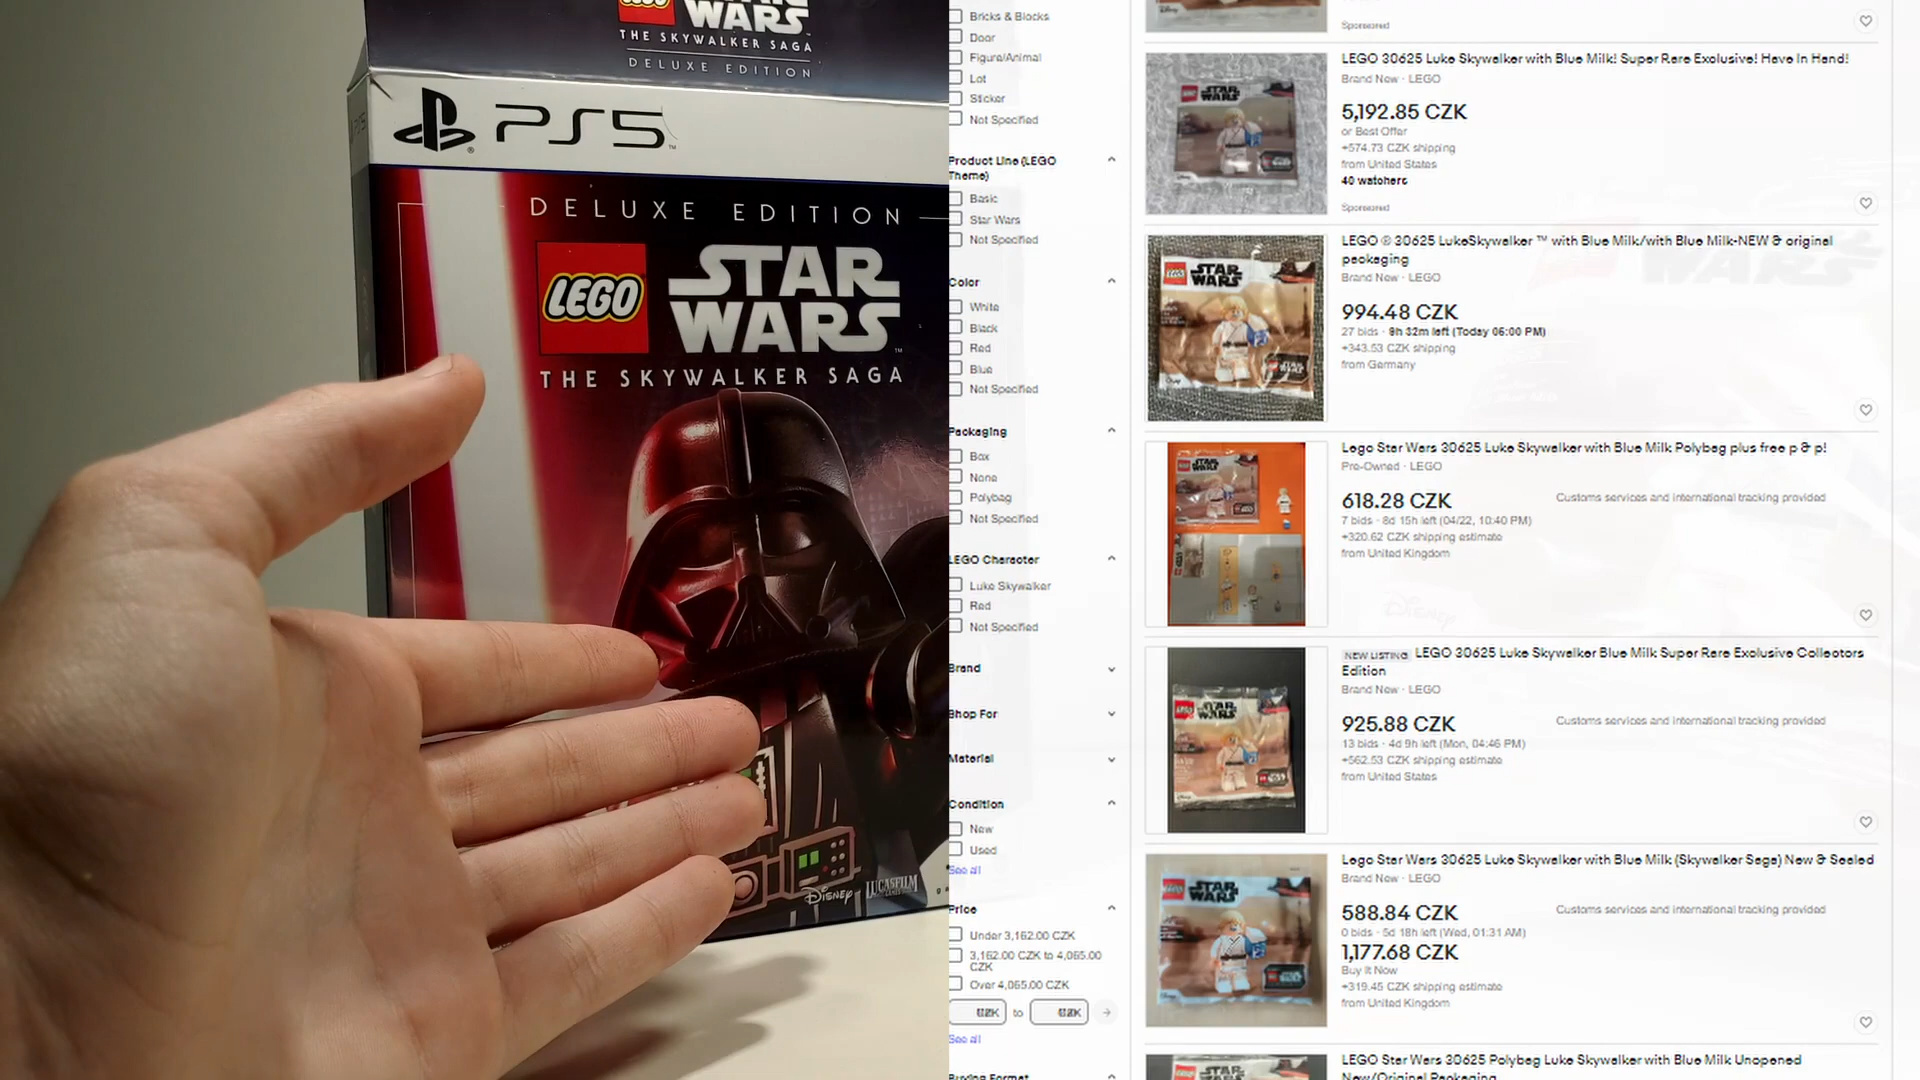 STAR
LEGO WARS
THE SKYWALKER SAGA
DELUXE EDITION
PS5
DELUXE EDITION
LEGO STAR WARS
THE SKYWALKER SAGA
Disney LUCASFILM
Bricks & Blocks
Door
Figure/Animal
Lot
Sticker
Not Specified
Product Line (LEGO
Theme)
Basic
Star Wars
Not Specified
Color
White
Black
Red
Blue
Not Specified
Packaging
Box
None
Polybag
Not Specified
LEGO Character
Luke Skywalker
Red
Not Specified
Brand
Shop For
Material
Condition
New
Used
See all
Price
Under 3,162.00 CZK
3,162.00 CZK to 4,065.00
CZK
Over 4,065.00 CZK
CZK to CZK
See all
Buying Format
Sponsored
LEGO 30625 Luke Skywalker with Blue Milk! Super Rare Exclusive! Have In Hand!
Brand New · LEGO
5,192.85 CZK
or Best Offer
+574.73 CZK shipping
from United States
40 watchers
Sponsored
LEGO ® 30625 LukeSkywalker ™ with Blue Milk/with Blue Milk-NEW & original
packaging
Brand New · LEGO
994.48 CZK
27 bids · 9h 32m left (Today 06:00 PM)
+343.53 CZK shipping
from Germany
Lego Star Wars 30625 Luke Skywalker with Blue Milk Polybag plus free p & p!
Pre-Owned · LEGO
618.28 CZK Customs services and international tracking provided
7 bids · 8d 15h left (04/22, 10:40 PM)
+320.62 CZK shipping estimate
from United Kingdom
NEW LISTING LEGO 30625 Luke Skywalker Blue Milk Super Rare Exclusive Collectors
Edition
Brand New · LEGO
925.88 CZK Customs services and international tracking provided
13 bids · 4d 9h left (Mon, 04:46 PM)
+562.53 CZK shipping estimate
from United States
Lego Star Wars 30625 Luke Skywalker with Blue Milk (Skywalker Saga) New & Sealed
Brand New · LEGO
588.84 CZK Customs services and international tracking provided
0 bids · 5d 18h left (Wed, 01:31 AM)
1,177.68 CZK
Buy It Now
+319.45 CZK shipping estimate
from United Kingdom
LEGO Star Wars 30625 Polybag Luke Skywalker with Blue Milk Unopened
New/Original Packaging